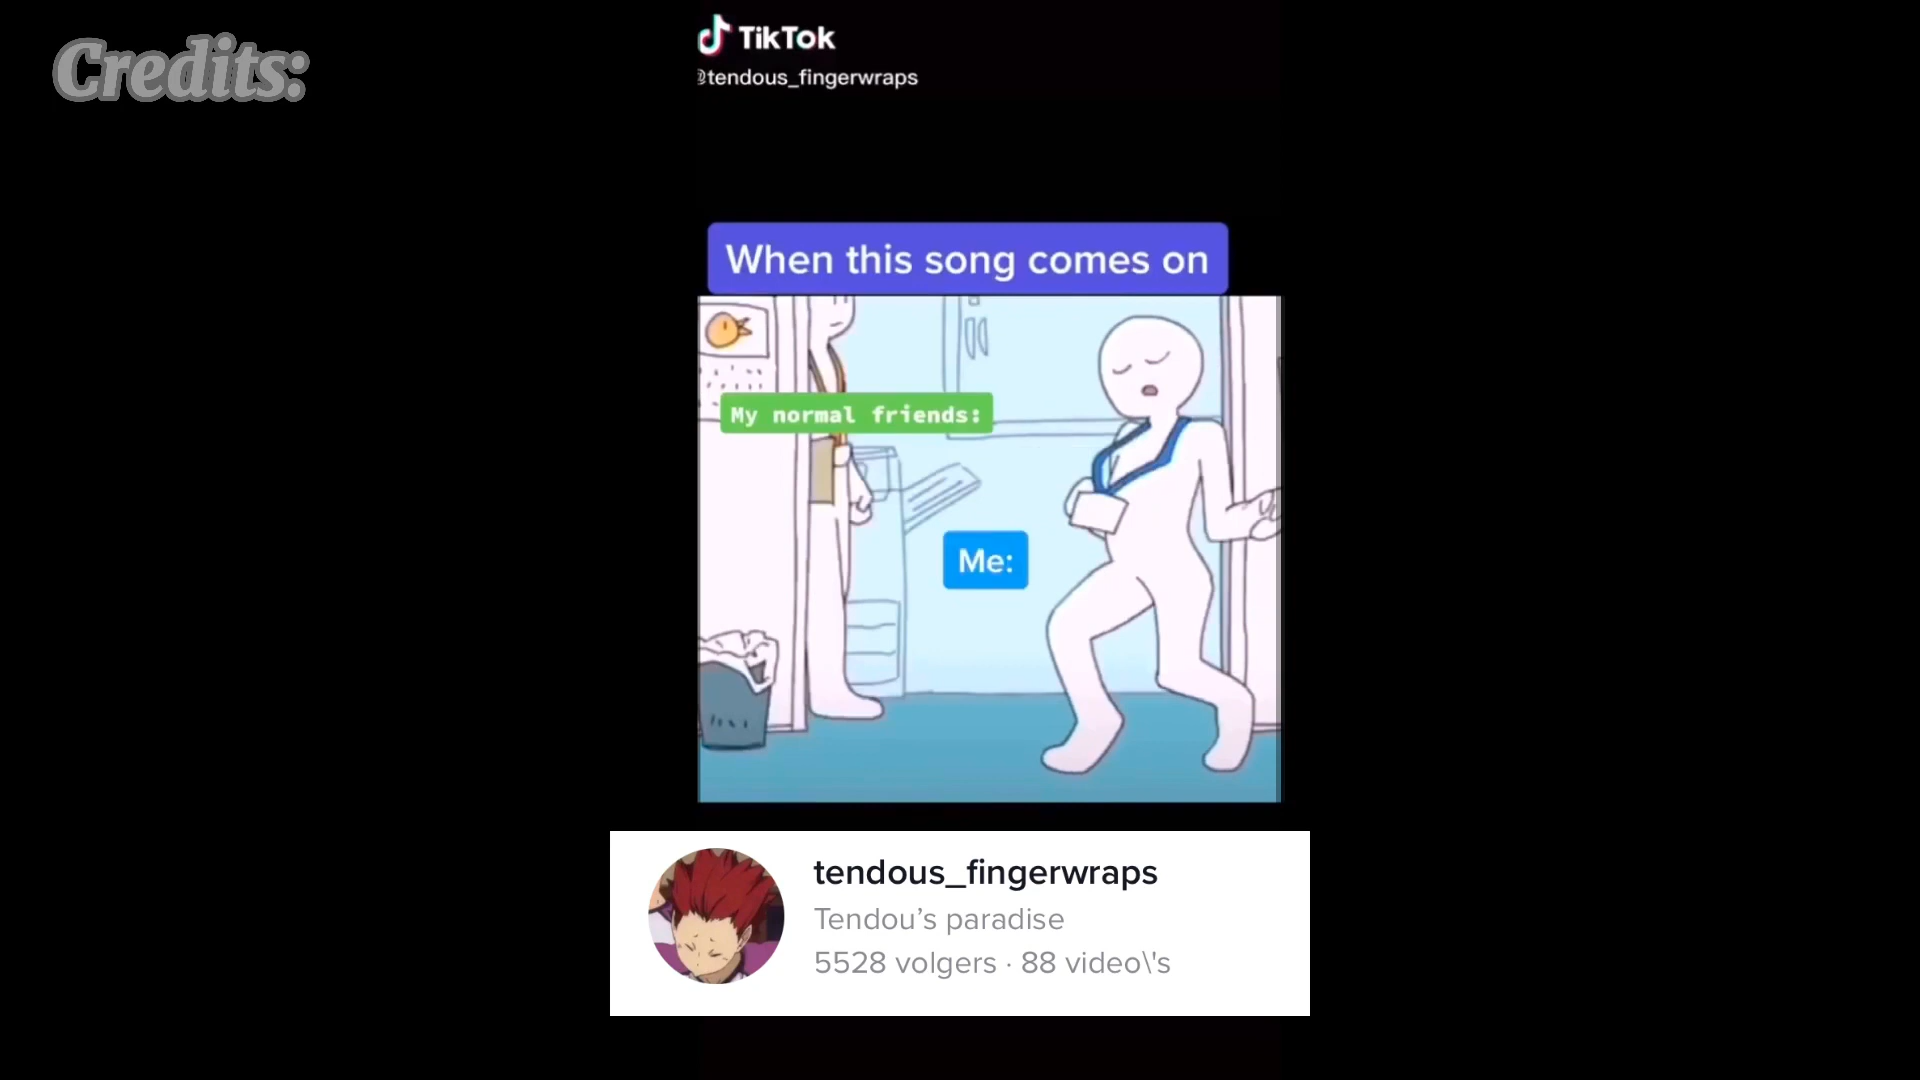 Credits:
TikTok
@tendous_fingerwraps
When this song comes on
My normal friends:
Me:
tendous_fingerwraps
Tendou’s paradise
5528 volgers · 88 video\'s